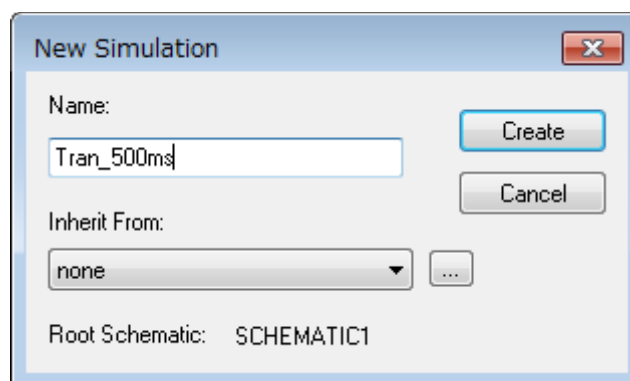 New Simulation
Name:
Create
Tran_500ms
Cancel
Inherit From:
none
...
Root Schematic: SCHEMATIC1